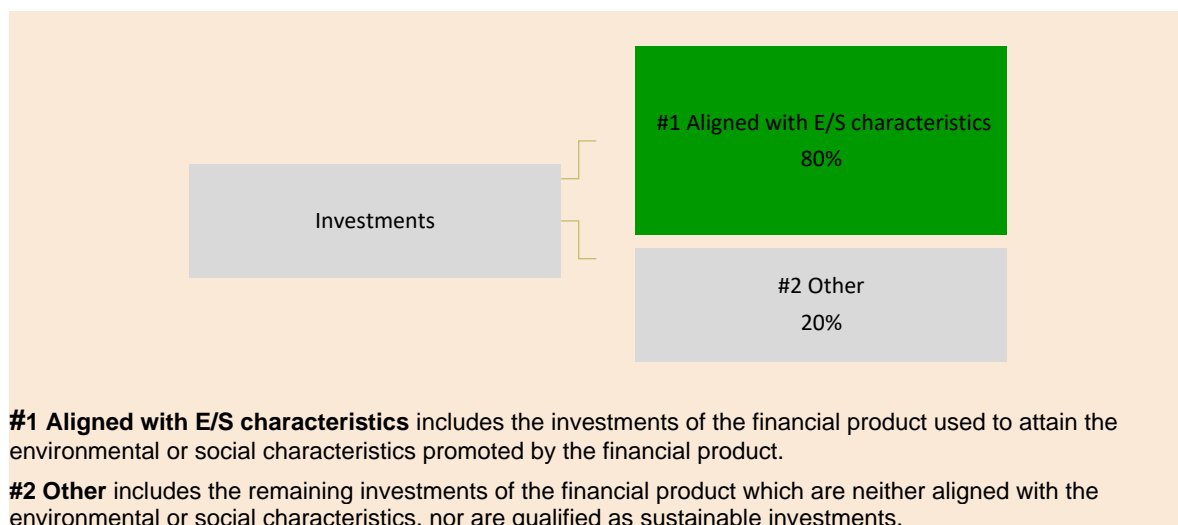 #1 Aligned with E/S characteristics
80%
Investments
#2 Other
20%
#1 Aligned with E/S characteristics includes the investments of the financial product used to attain the
environmental or social characteristics promoted by the financial product.
#2 Other includes the remaining investments of the financial product which are neither aligned with the
environmental or social characteristics, nor are qualified as sustainable investments.